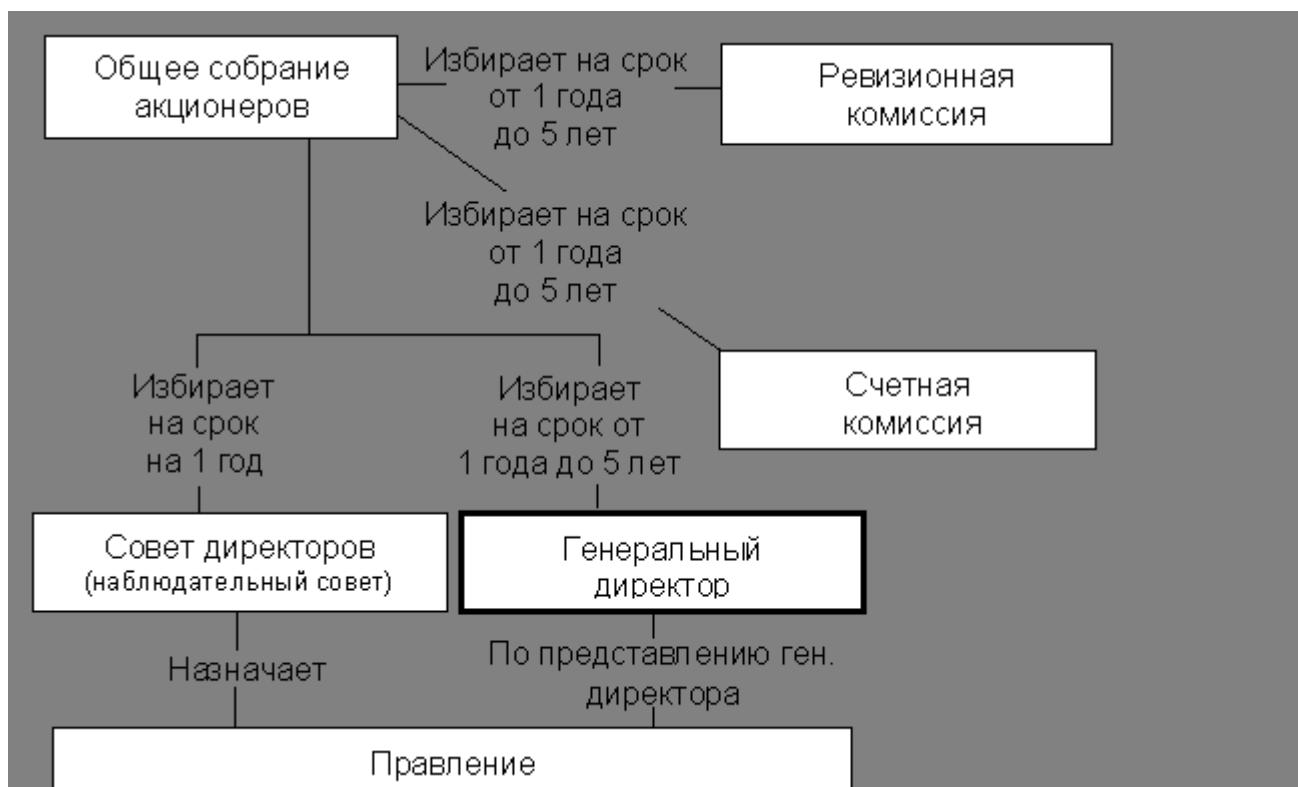 Общее собрание
акционеров
Избирает на срок
от 1 года
до 5 лет
Ревизионная
комиссия
Избирает на срок
от 1 года
до 5 лет
Счетная
комиссия
Избирает
на срок
на 1 год
Избирает
на срок от
1 года до 5 лет
Совет директоров
(наблюдательный совет)
Генеральный
директор
Назначает
По представлению ген.
директора
Правление